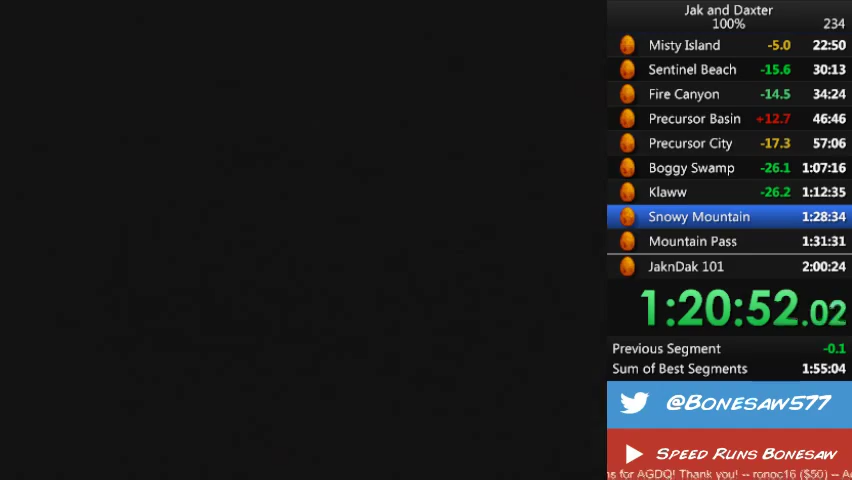 Jak and Daxter
100% 234
Misty Island -5.0 22:50
Sentinel Beach -15.6 30:13
Fire Canyon -14.5 34:24
Precursor Basin +12.7 46:46
Precursor City -17.3 57:06
Boggy Swamp -26.1 1:07:16
Klaww -26.2 1:12:35
Snowy Mountain 1:28:34
Mountain Pass 1:31:31
JaknDak 101 2:00:24
1:20:52.02
Previous Segment -0.1
Sum of Best Segments 1:55:04
@Bonesaw577
Speed Runs Bonesaw
s for AGDQ! Thank you! -- ronoc16 ($50) -- A